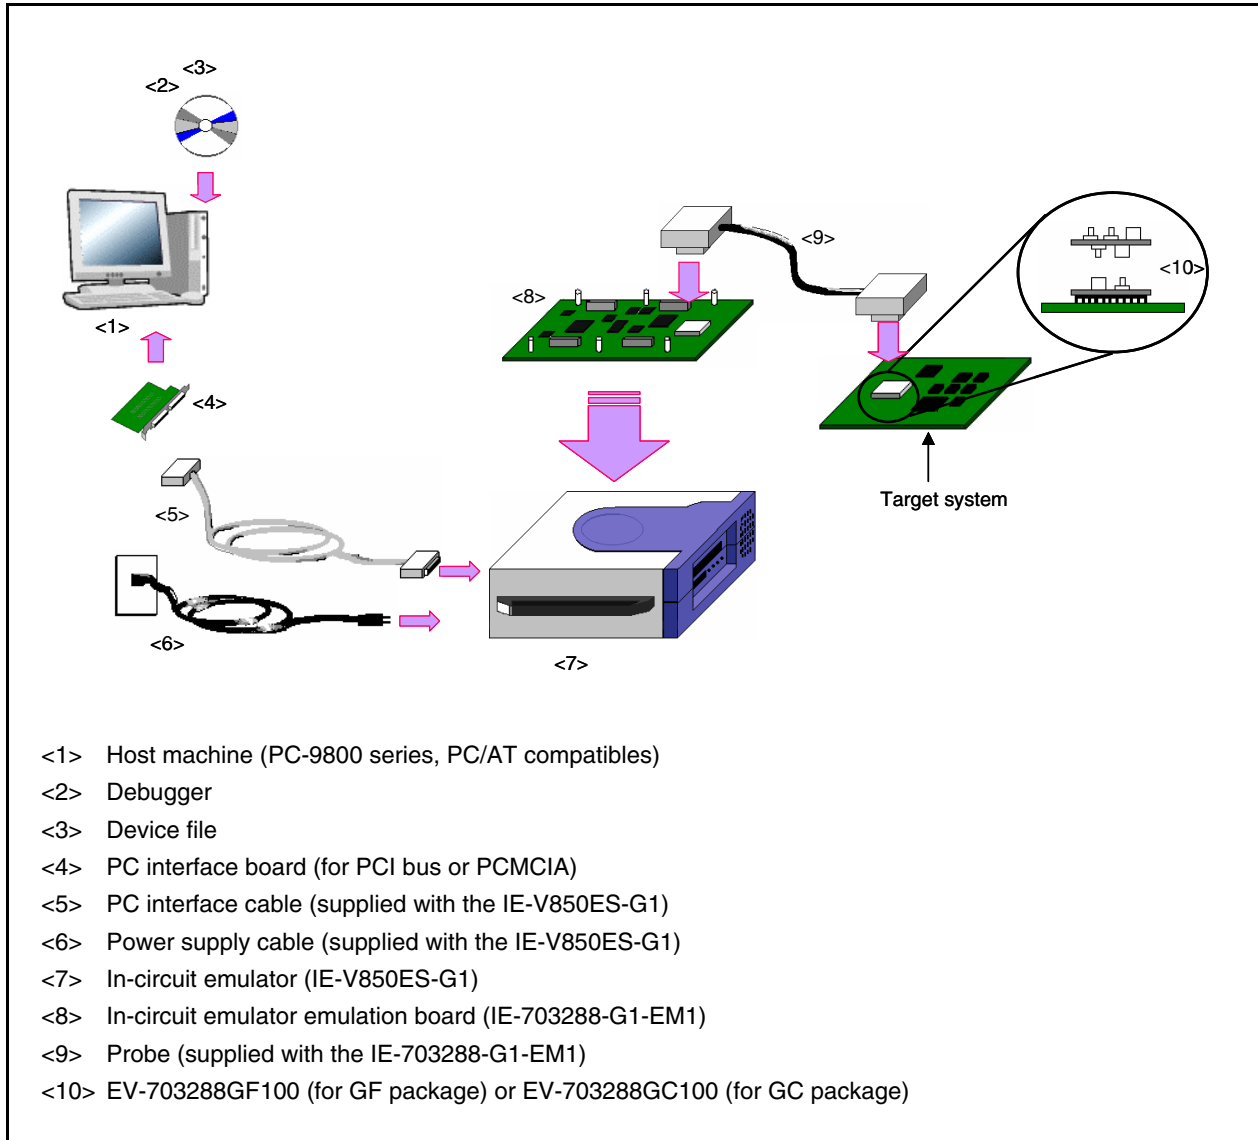 <3>
<2>
<9>
<10>
<8>
<1>
<4>
Target system
<5>
<6>
<7>
<1> Host machine (PC-9800 series, PC/AT compatibles)
<2> Debugger
<3> Device file
<4> PC interface board (for PCI bus or PCMCIA)
<5> PC interface cable (supplied with the IE-V850ES-G1)
<6> Power supply cable (supplied with the IE-V850ES-G1)
<7> In-circuit emulator (IE-V850ES-G1)
<8> In-circuit emulator emulation board (IE-703288-G1-EM1)
<9> Probe (supplied with the IE-703288-G1-EM1)
<10> EV-703288GF100 (for GF package) or EV-703288GC100 (for GC package)